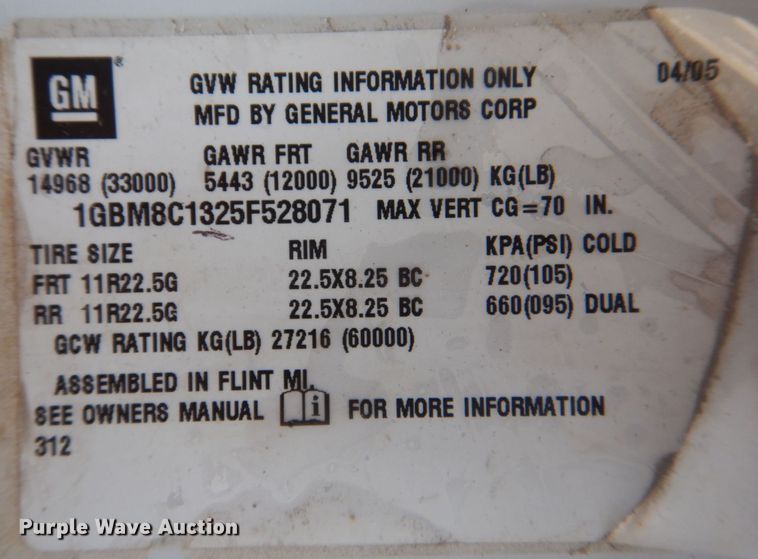 GM®
GVW RATING INFORMATION ONLY 04/05
MFD BY GENERAL MOTORS CORP
GVWR GAWR FRT GAWR RR
14968 (33000) 5443 (12000) 9525 (21000) KG(LB)
1GBM8C1325F528071 MAX VERT CG=70 IN.
TIRE SIZE RIM KPA(PSI) COLD
FRT 11R22.5G 22.5X8.25 BC 720(105)
RR 11R22.5G 22.5X8.25 BC 660(095) DUAL
GCW RATING KG(LB) 27216 (60000)
ASSEMBLED IN FLINT MI.
SEE OWNERS MANUAL i FOR MORE INFORMATION
312
Purple Wave Auction